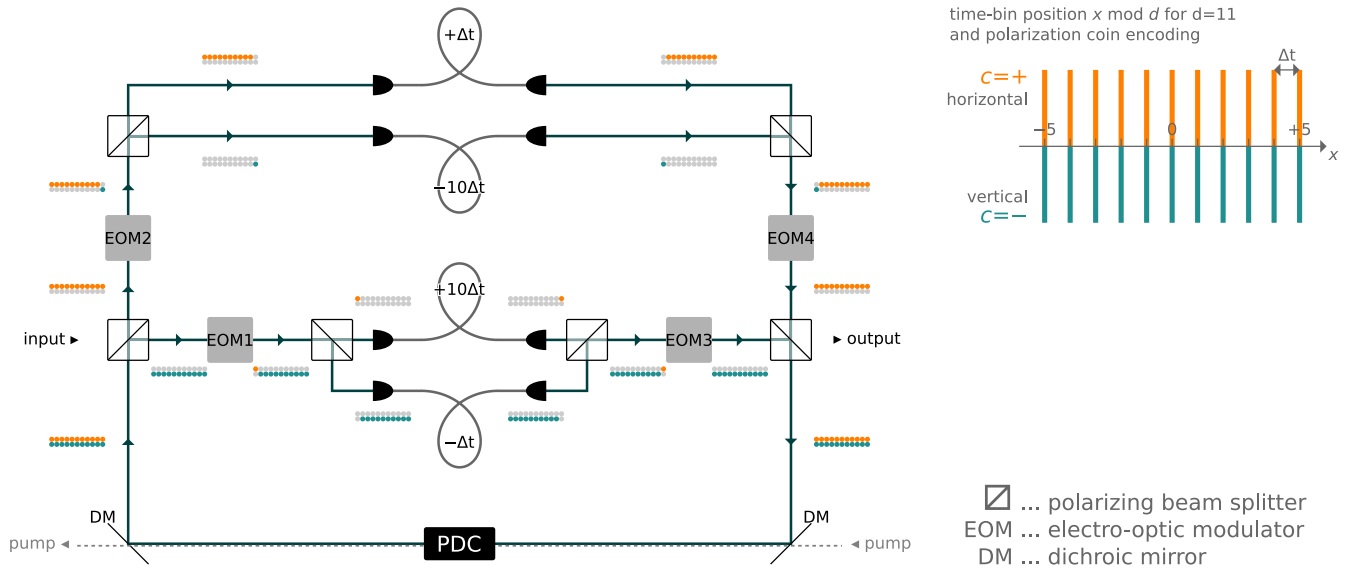 time-bin position x mod d for d=11
and polarization coin encoding
+Δt
Δt
c=+
horizontal
−5
0
+5
x
−10Δt
vertical
c=−
EOM2
EOM4
+10Δt
input ▸
EOM1
EOM3
▸ output
−Δt
DM
DM
pump
PDC
pump
... polarizing beam splitter
EOM ... electro-optic modulator
DM ... dichroic mirror